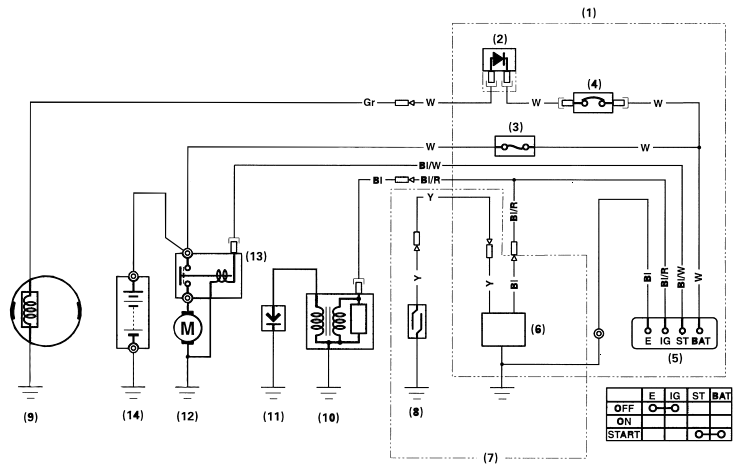 (1)
(2)
(4)
Gr W W W
(3)
W W
Bl/W
Bl Bl/R
Y
Bl/R
(13)
Y Y Bl
Bl Bl/R Bl/W W
M
(6)
E IG ST BAT
(5)
(9) (14) (12) (11) (10) (8)
(7)
E IG ST BAT
OFF
ON
START